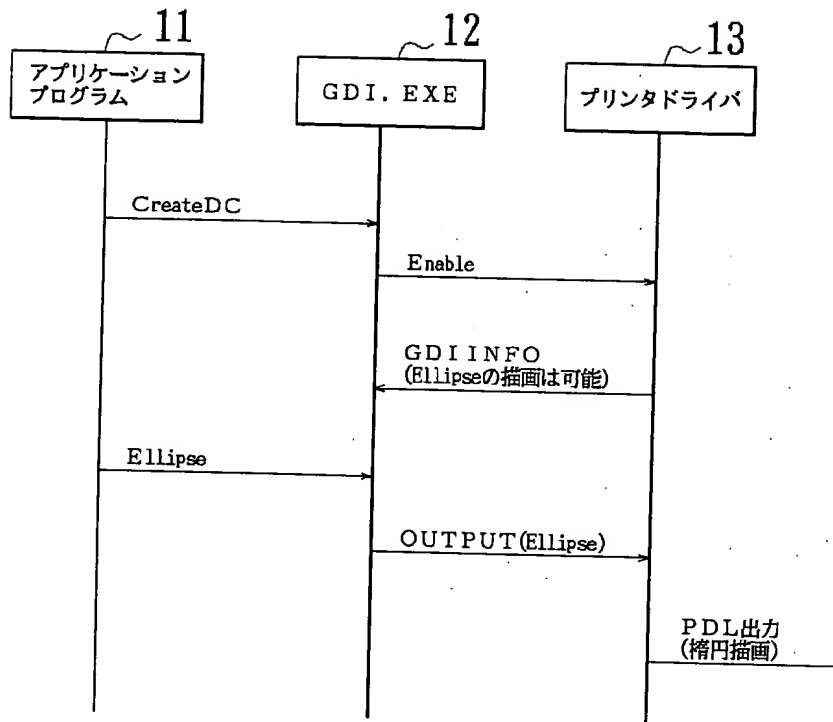 11
12
13
アプリケーション
プログラム
GDI. EXE
プリンタドライバ
CreateDC
Enable
GDIINFO
(Ellipseの描画は可能)
Ellipse
OUTPUT(Ellipse)
PDL出力
(楕円描画)